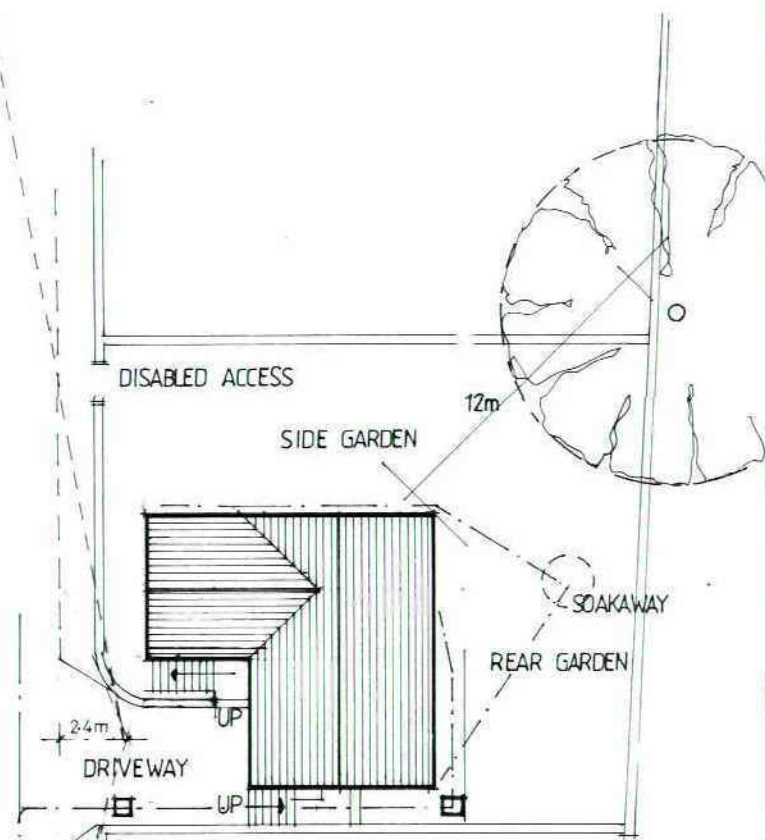 DISABLED ACCESS
12m
SIDE GARDEN
SOAKAWAY
REAR GARDEN
UP
2.4m
DRIVEWAY
UP